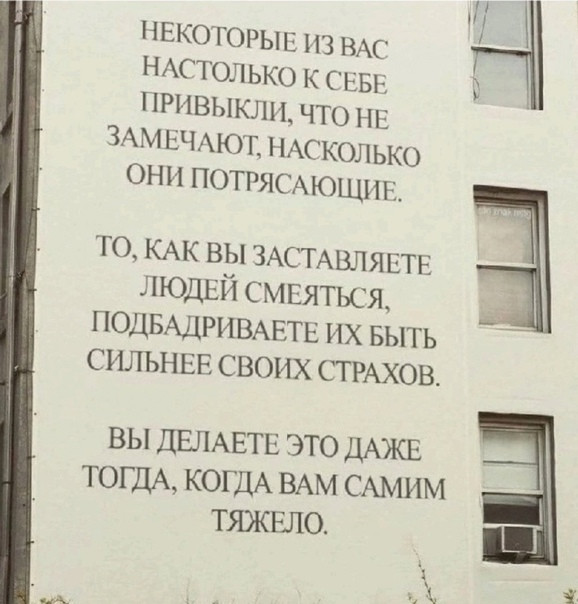 НЕКОТОРЫЕ ИЗ ВАС
НАСТОЛЬКО К СЕБЕ
ПРИВЫКЛИ, ЧТО НЕ
ЗАМЕЧАЮТ, НАСКОЛЬКО
ОНИ ПОТРЯСАЮЩИЕ.
ТО, КАК ВЫ ЗАСТАВЛЯЕТЕ
ЛЮДЕЙ СМЕЯТЬСЯ,
ПОДБАДРИВАЕТЕ ИХ БЫТЬ
СИЛЬНЕЕ СВОИХ СТРАХОВ.
ВЫ ДЕЛАЕТЕ ЭТО ДАЖЕ
ТОГДА, КОГДА ВАМ САМИМ
ТЯЖЕЛО.